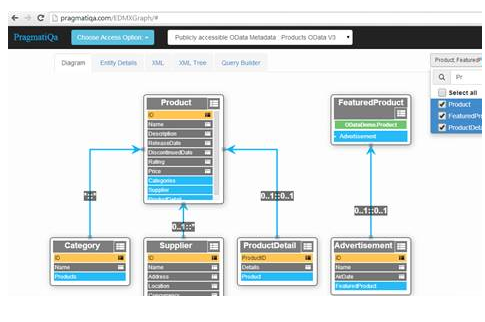 pragmatiqa.com/EDMXGraph/#
PragmatiQa
Choose Access Option
Publicly accessible OData Metadata : Products OData V3
Diagram
Entity Details
XML
XML Tree
Query Builder
Product, FeaturedP
Pr
Select all
Product
FeaturedPr
ProductDeta
Product
ID
Name
Description
ReleaseDate
DiscontinuedDate
Rating
Price
Categories
Supplier
ProductDetail
FeaturedProduct
ODataDemo.Product
Advertisement
*::*
0..1::*
0..1::0..1
0..1::0..1
Category
ID
Name
Products
Supplier
ID
Name
Address
Location
Concurrency
ProductDetail
ProductID
Details
Product
Advertisement
ID
Name
AirDate
FeaturedProduct